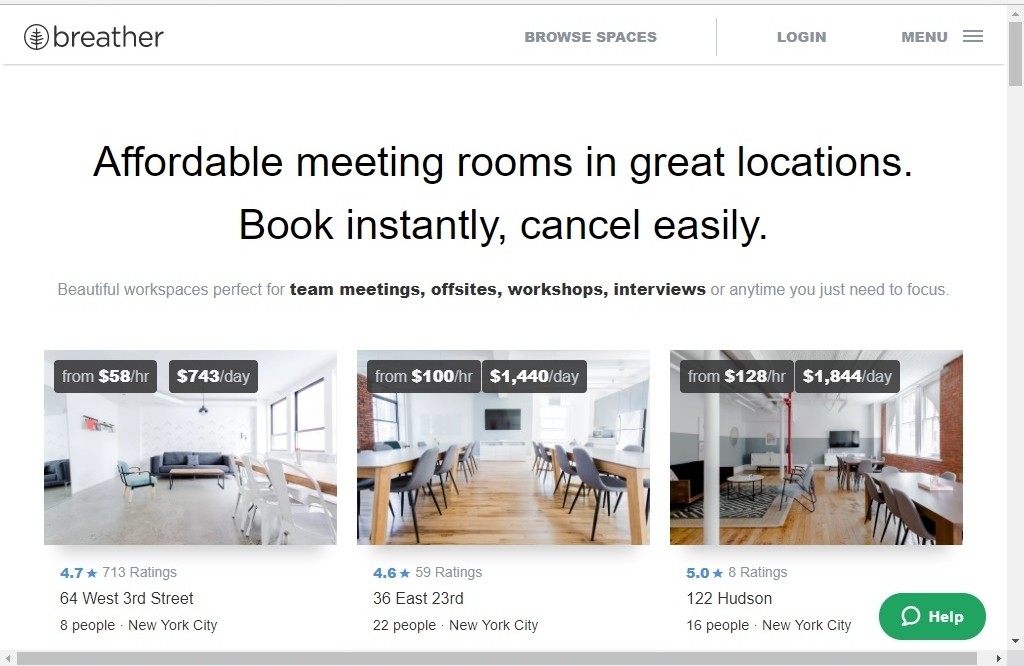 breather
BROWSE SPACES
LOGIN
MENU
Affordable meeting rooms in great locations.
Book instantly, cancel easily.
Beautiful workspaces perfect for team meetings, offsites, workshops, interviews or anytime you just need to focus.
from $58/hr $743/day
from $100/hr $1,440/day
from $128/hr $1,844/day
4.7★ 713 Ratings
64 West 3rd Street
8 people · New York City
4.6★ 59 Ratings
36 East 23rd
22 people · New York City
5.0★ 8 Ratings
122 Hudson
16 people · New York City
Help